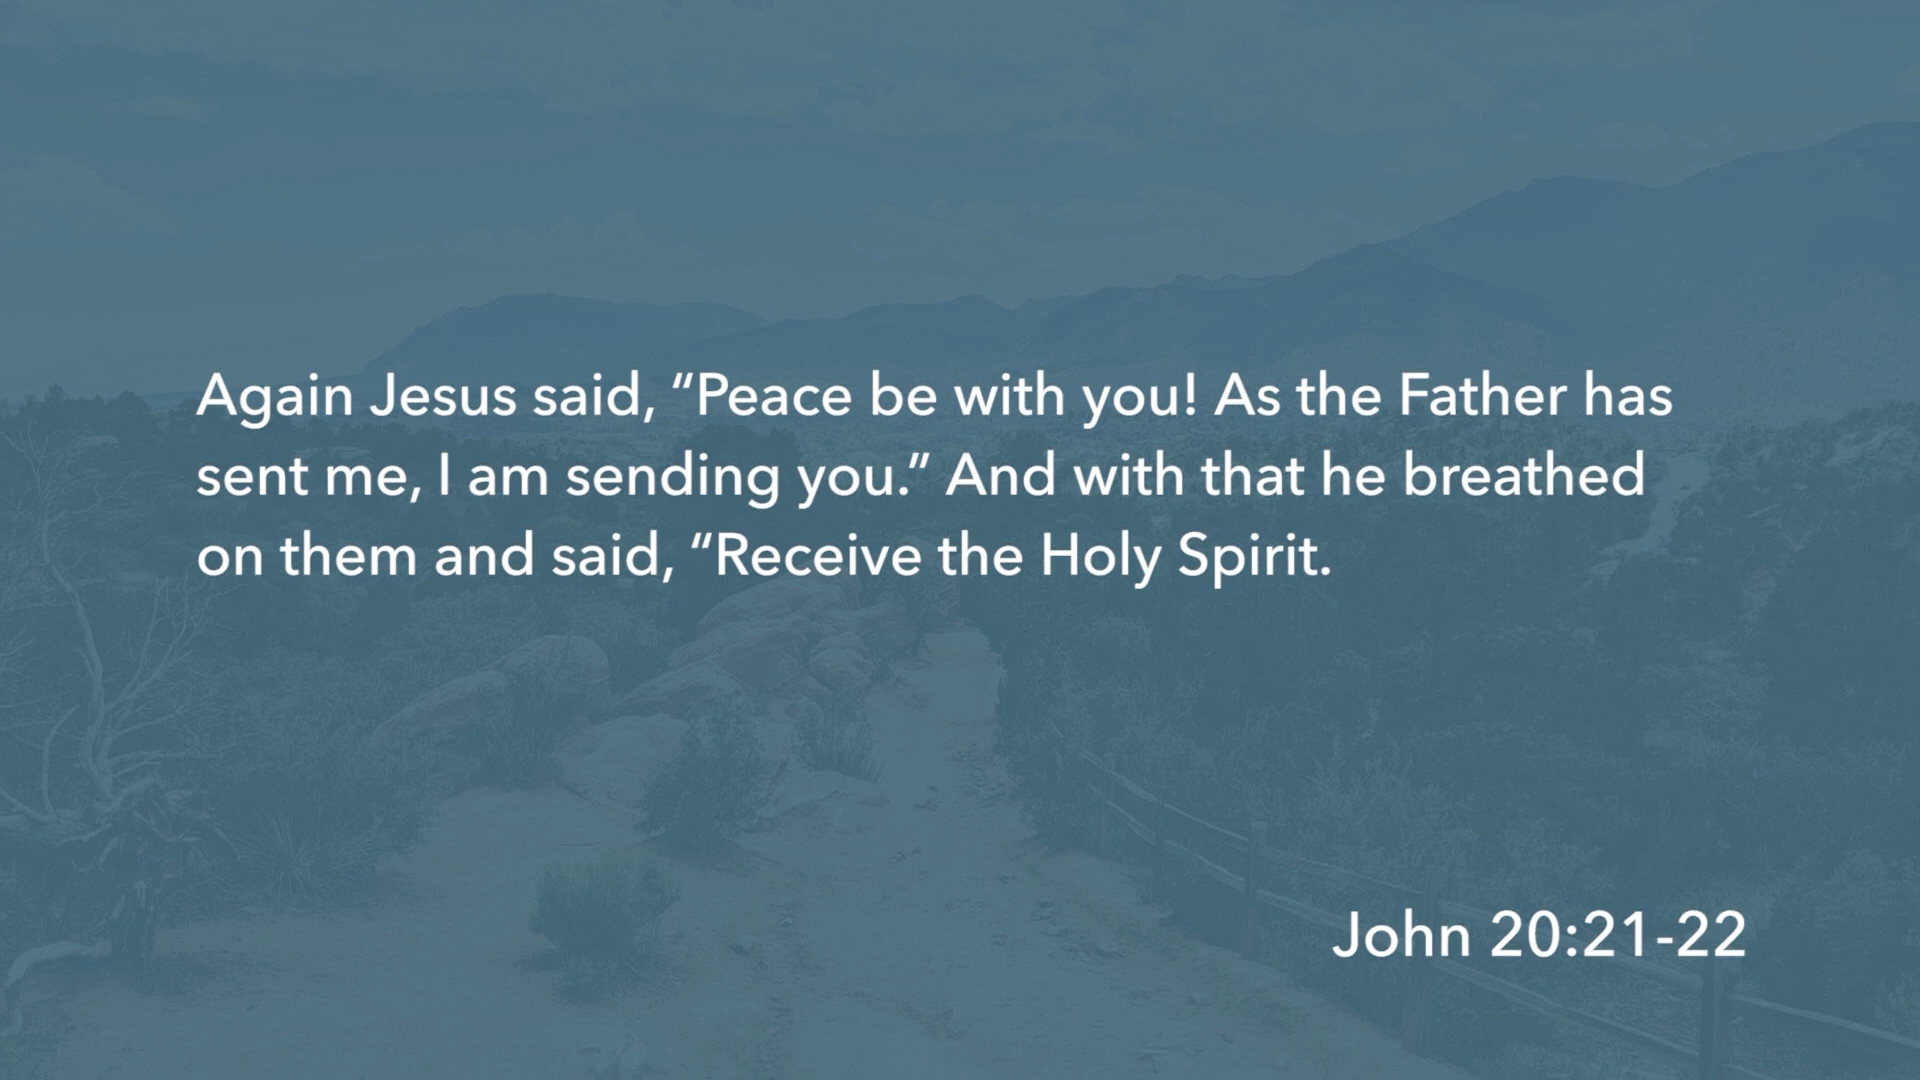 Again Jesus said, “Peace be with you! As the Father has
sent me, I am sending you.” And with that he breathed
on them and said, “Receive the Holy Spirit.
John 20:21-22